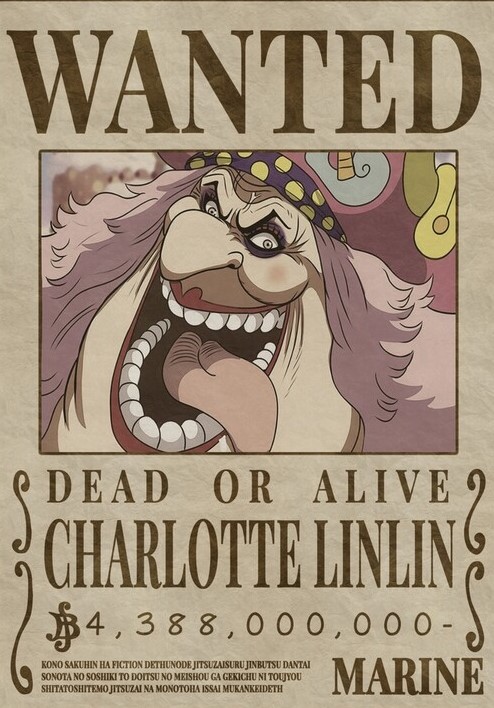 WANTED
DEAD OR ALIVE
CHARLOTTE LINLIN
฿4,388,000,000-
KONO SAKUHIN HA FICTION DETHUNODE JITSUZAISURU JINBUTSU DANTAI
SONOTA NO SOSHIKI TO DOITSU NO MEISHOU GA GEKICHU NI TOUJYOU
SHITATOSHITEMO JITSUZAI NA MONOTOHA ISSAI MUKANKEIDETH
MARINE